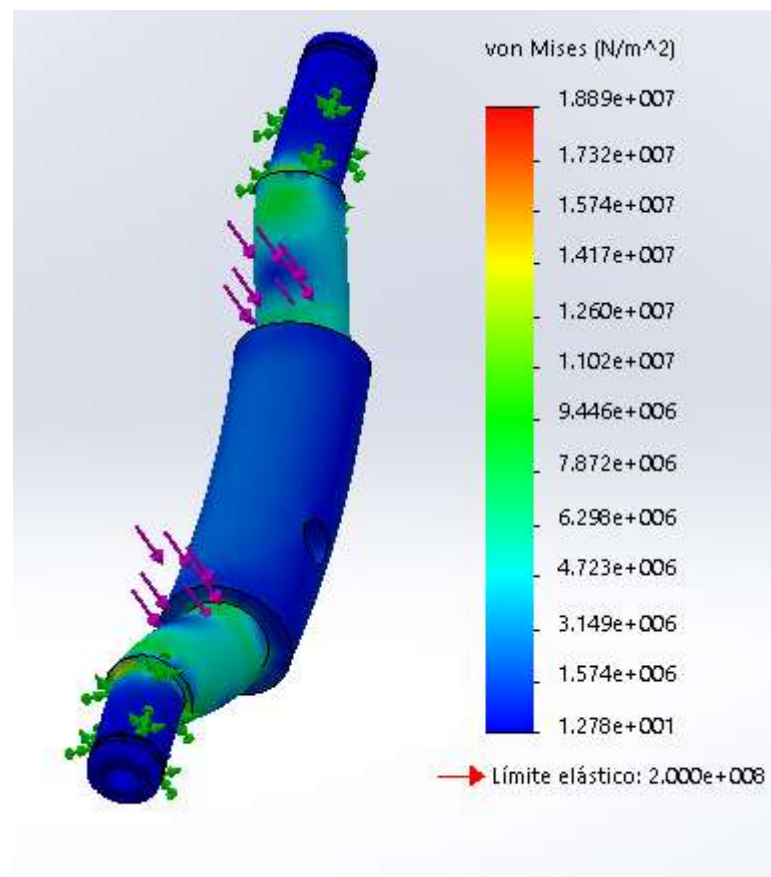 von Mises (N/m^2)
1.889e+007
1.732e+007
1.574e+007
1.417e+007
1.260e+007
1.102e+007
9.446e+006
7.872e+006
6.298e+006
4.723e+006
3.149e+006
1.574e+006
1.278e+001
Límite elástico: 2.000e+008